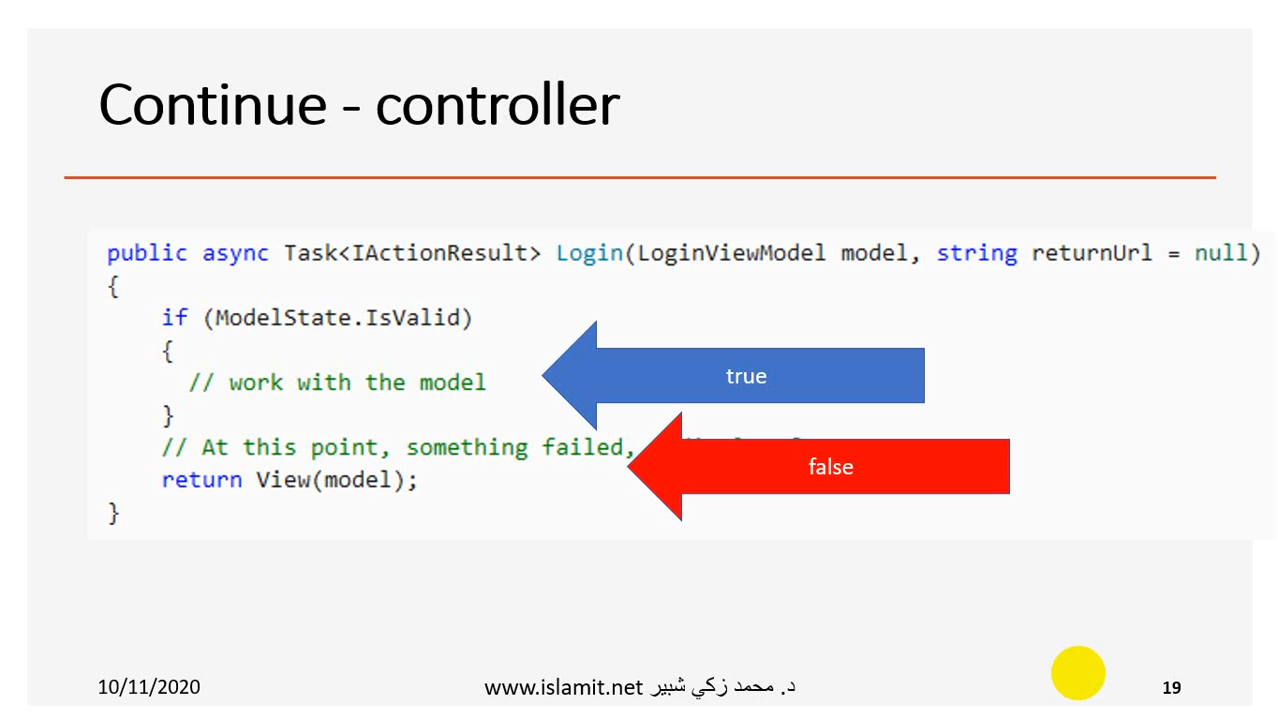 Continue - controller
public async Task<IActionResult> Login(LoginViewModel model, string returnUrl = null)
{
if (ModelState.IsValid)
{
// work with the model
true
}
// At this point, something failed,
false
return View(model);
}
10/11/2020
www.islamit.net د. محمد زكي شبير
19